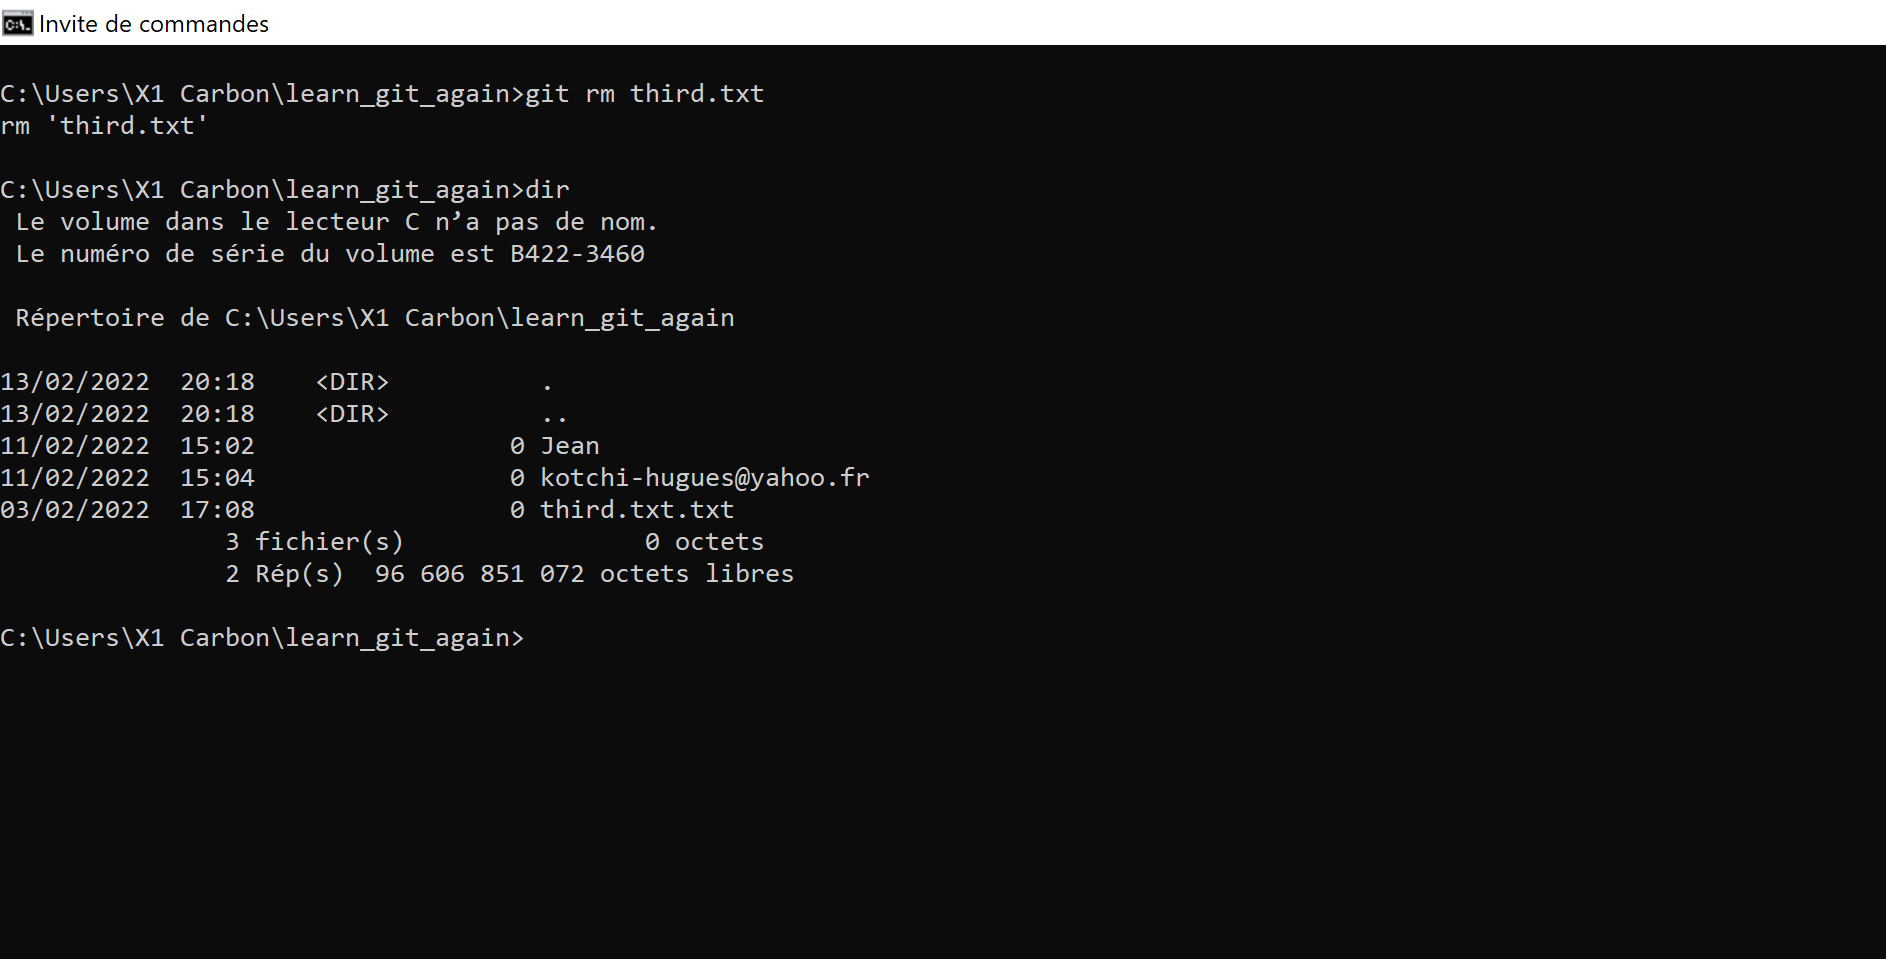 Invite de commandes
C:\Users\X1 Carbon\learn_git_again>git rm third.txt
rm 'third.txt'
C:\Users\X1 Carbon\learn_git_again>dir
 Le volume dans le lecteur C n’a pas de nom.
 Le numéro de série du volume est B422-3460
 Répertoire de C:\Users\X1 Carbon\learn_git_again
13/02/2022  20:18    <DIR>          .
13/02/2022  20:18    <DIR>          ..
11/02/2022  15:02                 0 Jean
11/02/2022  15:04                 0 kotchi-hugues@yahoo.fr
03/02/2022  17:08                 0 third.txt.txt
               3 fichier(s)                0 octets
               2 Rép(s)  96 606 851 072 octets libres
C:\Users\X1 Carbon\learn_git_again>